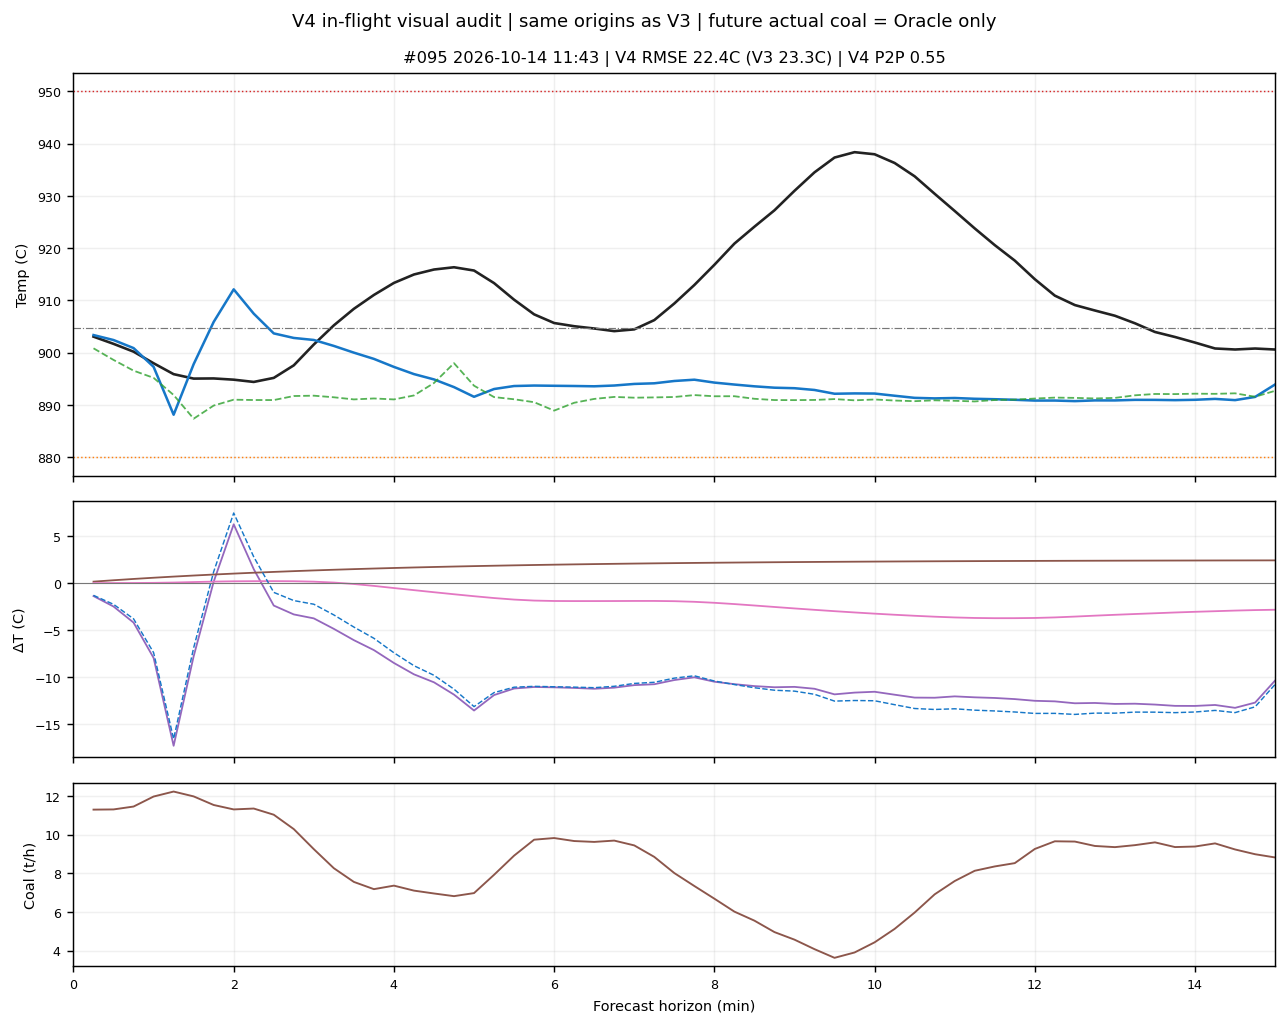 V4 in-flight visual audit | same origins as V3 | future actual coal = Oracle only
#095 2026-10-14 11:43 | V4 RMSE 22.4C (V3 23.3C) | V4 P2P 0.55
Temp (C)
950
940
930
920
910
900
890
880
ΔT (C)
5
0
−5
−10
−15
Coal (t/h)
12
10
8
6
4
0 2 4 6 8 10 12 14
Forecast horizon (min)